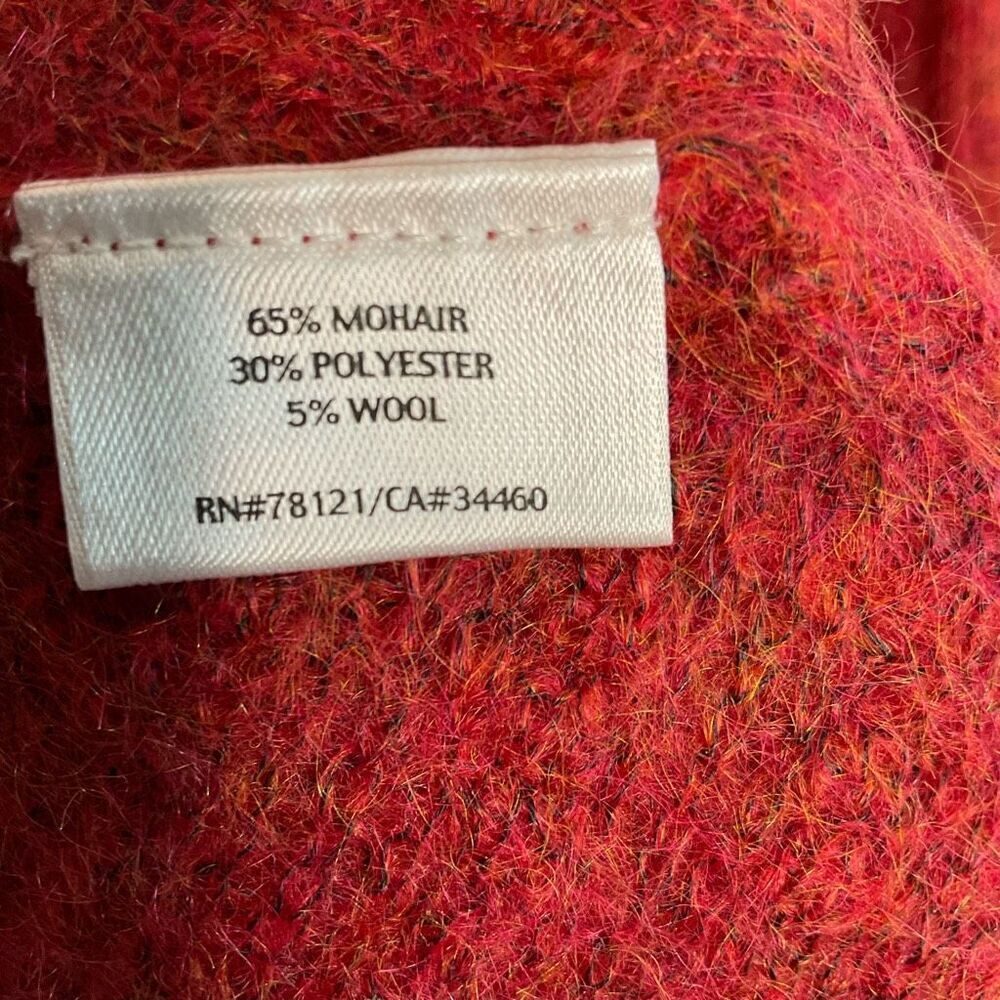 65% MOHAIR
30% POLYESTER
5% WOOL
RN#78121/CA#34460